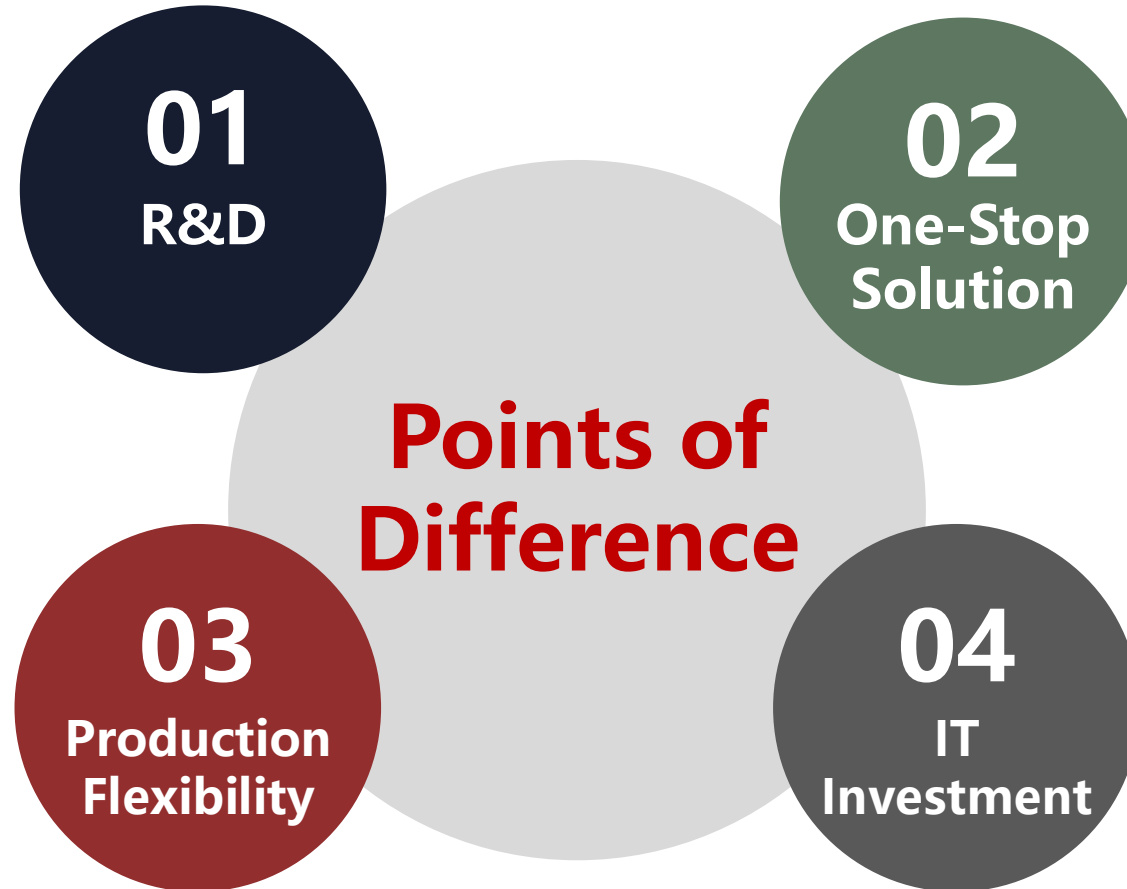 01
R&D
02
One-Stop
Solution
Points of
Difference
03
Production
Flexibility
04
IT
Investment